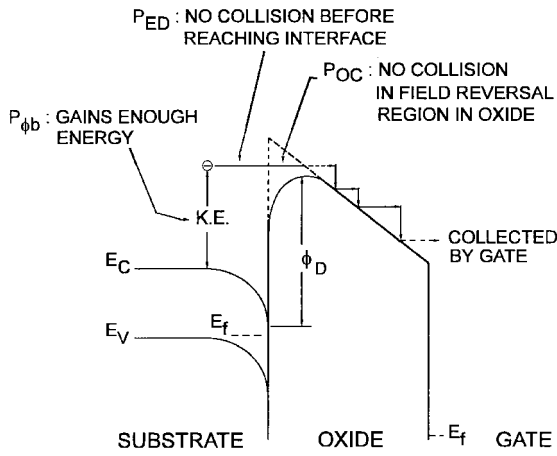 P_ED : NO COLLISION BEFORE
REACHING INTERFACE
P_OC : NO COLLISION
IN FIELD REVERSAL
REGION IN OXIDE
P_ϕb : GAINS ENOUGH
ENERGY
K.E.
COLLECTED
BY GATE
E_C
ϕ_D
E_f
E_V
E_f
SUBSTRATE OXIDE GATE